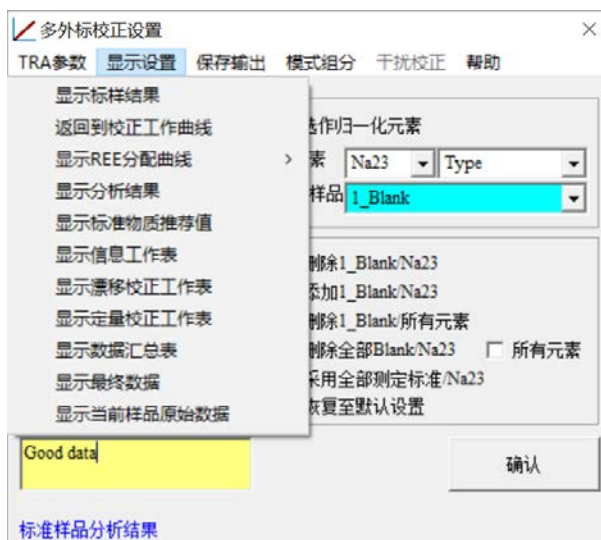 多外标校正设置
TRA参数 显示设置 保存输出 模式组分 干扰校正 帮助
显示标样结果
返回到校正工作曲线
显示REE分配曲线
显示分析结果
显示标准物质推荐值
显示信息工作表
显示漂移校正工作表
显示定量校正工作表
显示数据汇总表
显示最终数据
显示当前样品原始数据
作归一化元素
素 Na23 Type
样品 1_Blank
删除1_Blank/Na23
添加1_Blank/Na23
删除1_Blank/所有元素
删除全部Blank/Na23 所有元素
采用全部测定标准/Na23
恢复至默认设置
Good data
确认
标准样品分析结果